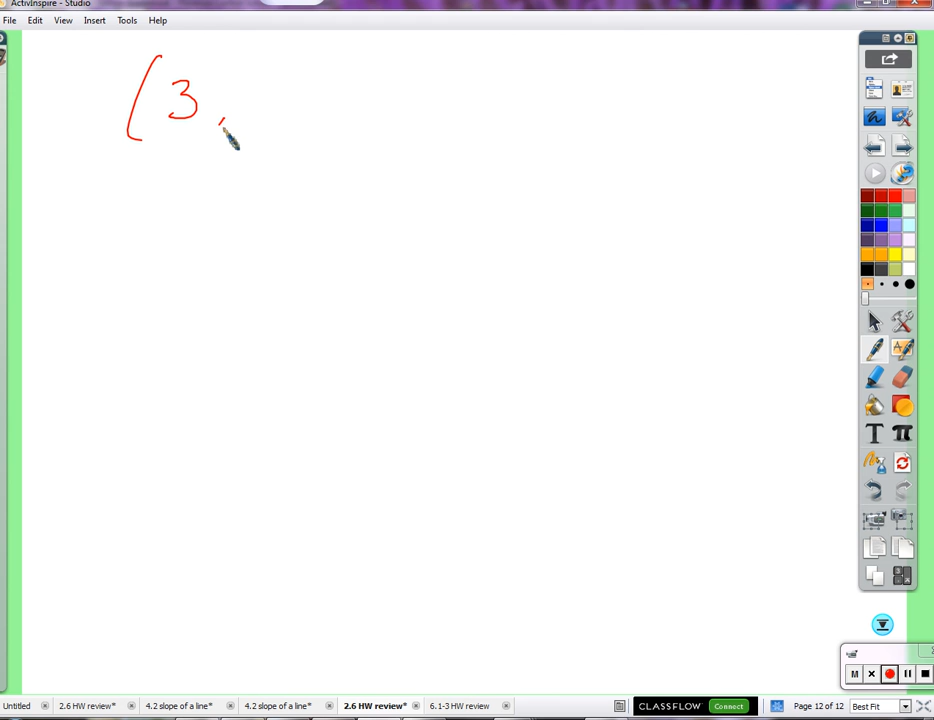 ActivInspire - Studio
File Edit View Insert Tools Help
(3,
Untitled 2.6 HW review* 4.2 slope of a line* 4.2 slope of a line* 2.6 HW review* 6.1-3 HW review CLASSFLOW Connect Page 12 of 12 Best Fit